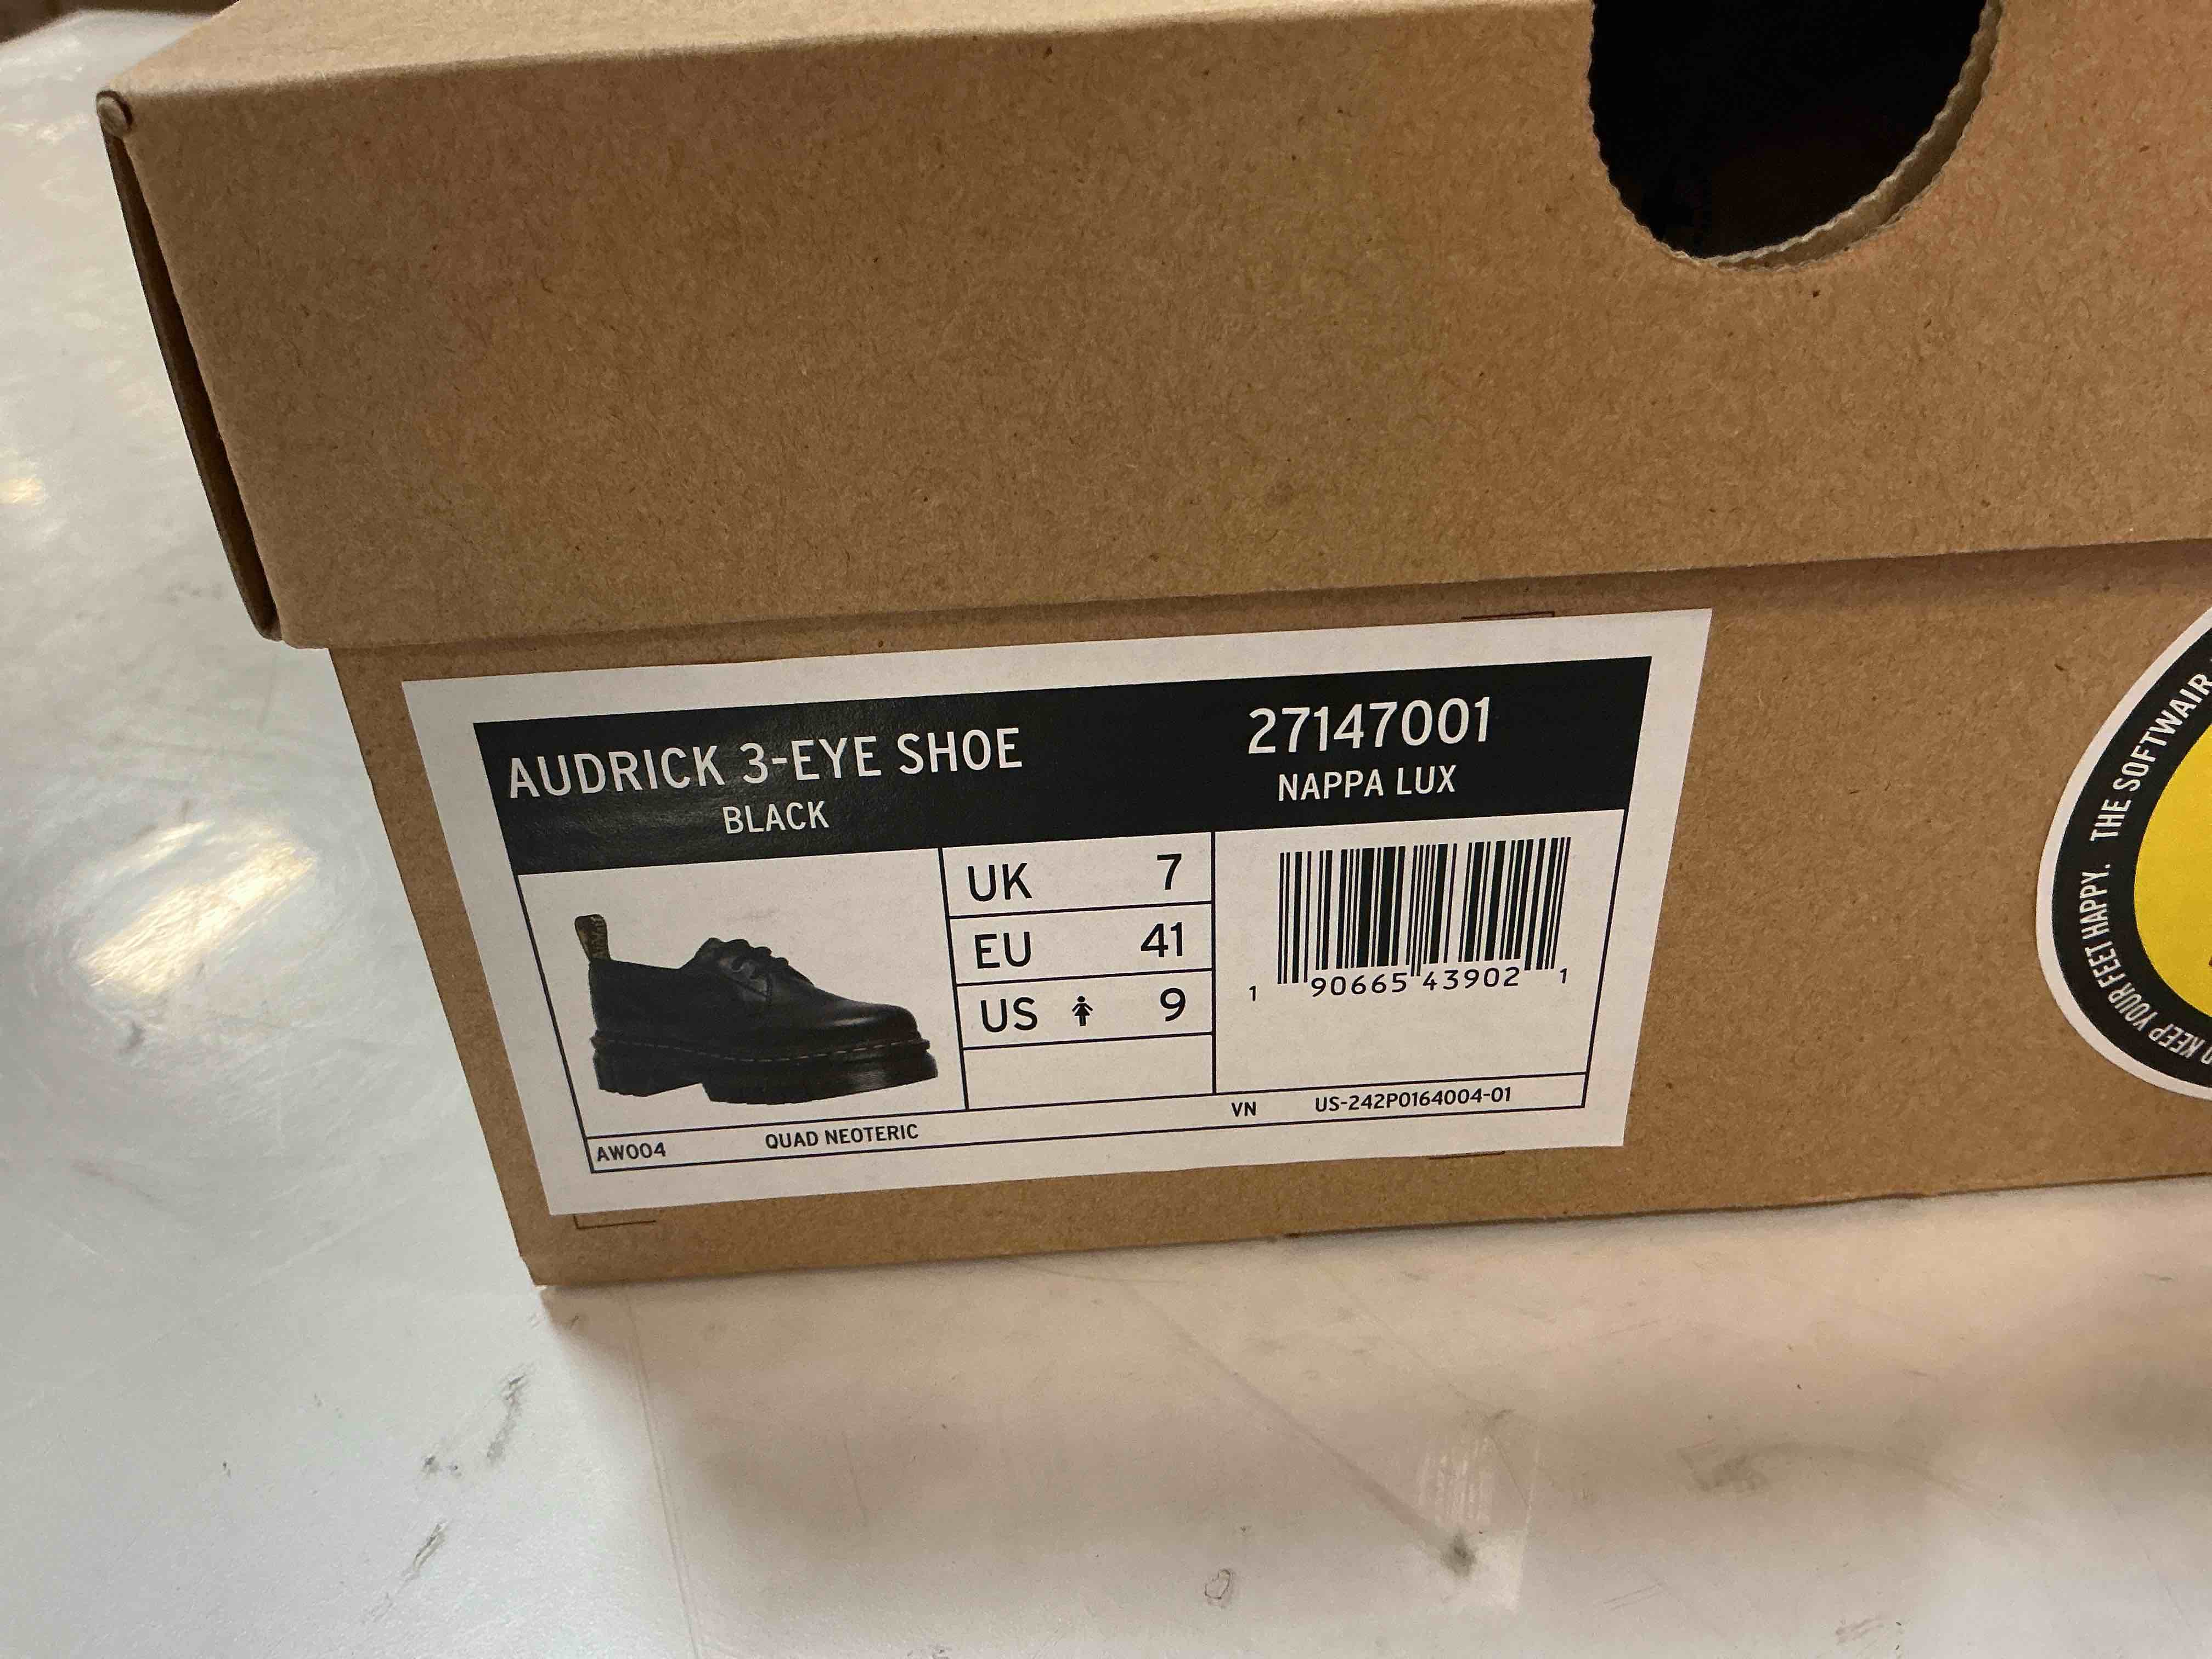 AUDRICK 3-EYE SHOE
BLACK
27147001
NAPPA LUX
UK 7
EU 41
US 9
1 90665 43902 1
AW004 QUAD NEOTERIC VN US-242P0164004-01
KEEP YOUR FEET HAPPY. THE SOFTWAIR